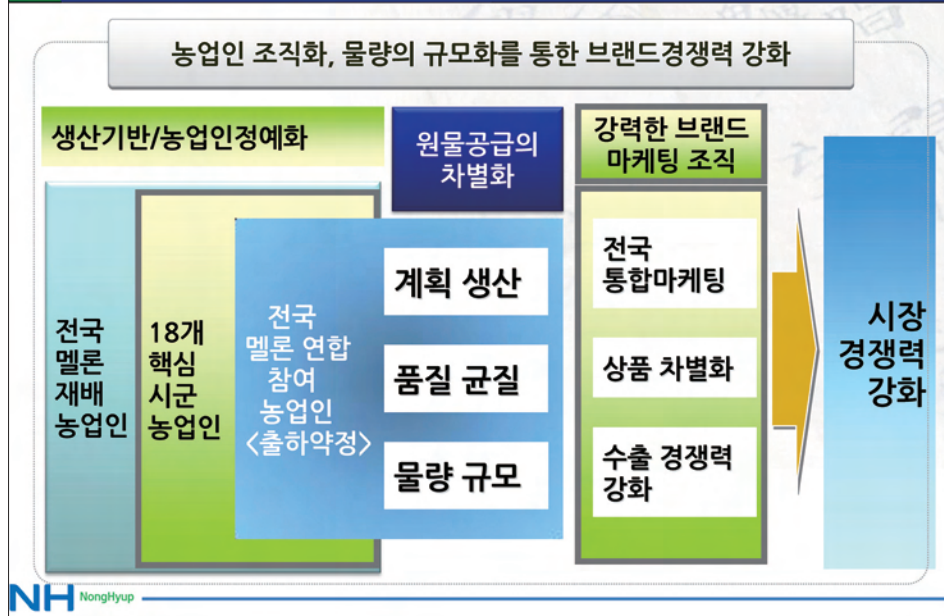 농업인 조직화, 물량의 규모화를 통한 브랜드경쟁력 강화
생산기반/농업인정예화
원물공급의
차별화
강력한 브랜드
마케팅 조직
전국
멜론
재배
농업인
18개
핵심
시군
농업인
전국
멜론 연합
참여
농업인
<출하약정>
계획 생산
품질 균질
물량 규모
전국
통합마케팅
상품 차별화
수출 경쟁력
강화
시장
경쟁력
강화
NH NongHyup